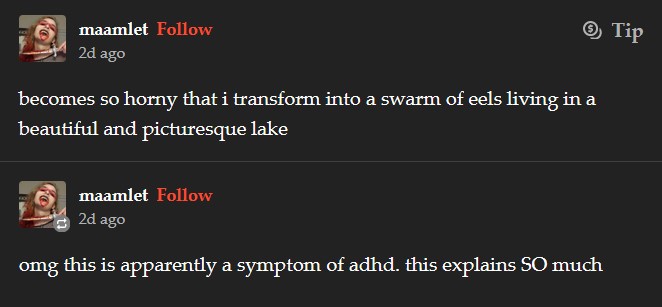 maamlet Follow
Tip
2d ago
becomes so horny that i transform into a swarm of eels living in a
beautiful and picturesque lake
maamlet Follow
2d ago
omg this is apparently a symptom of adhd. this explains SO much